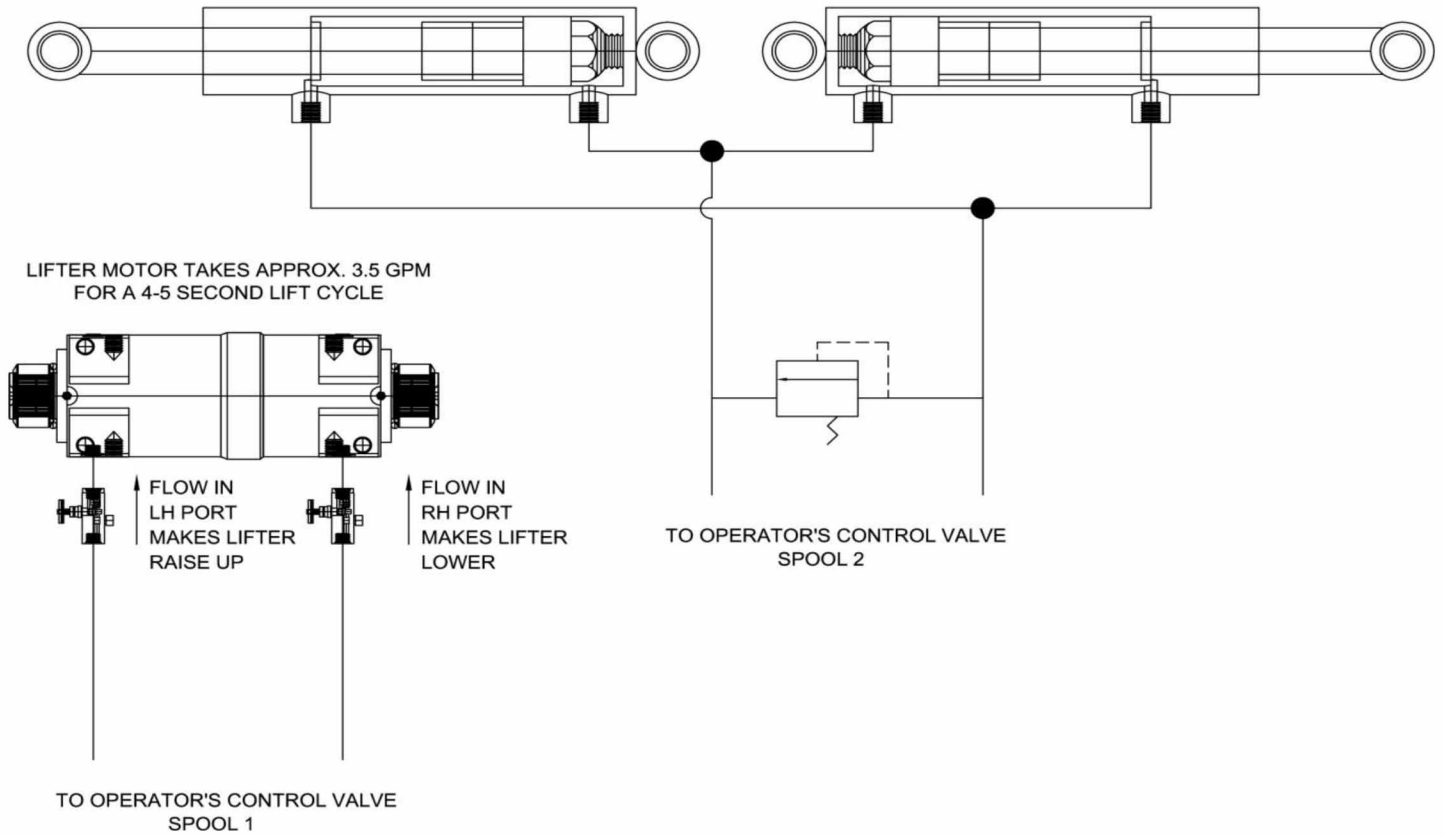 LIFTER MOTOR TAKES APPROX. 3.5 GPM
FOR A 4-5 SECOND LIFT CYCLE
FLOW IN
LH PORT
MAKES LIFTER
RAISE UP
FLOW IN
RH PORT
MAKES LIFTER
LOWER
TO OPERATOR'S CONTROL VALVE
SPOOL 2
TO OPERATOR'S CONTROL VALVE
SPOOL 1